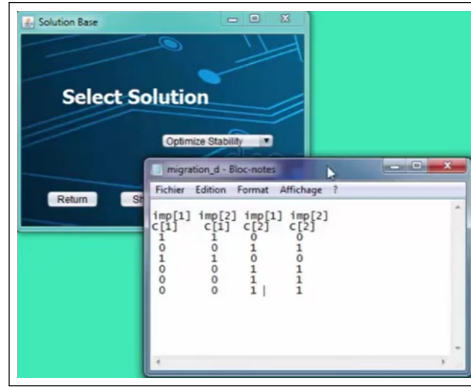 Solution Base
Select Solution
Optimize Stability
Return
Sh
migration_d - Bloc-notes
Fichier Edition Format Affichage ?
imp[1] imp[2] imp[1] imp[2]
c[1] c[1] c[2] c[2]
1 1 0 0
0 0 1 1
1 1 0 0
0 0 1 1
0 0 1 1
0 0 1 1